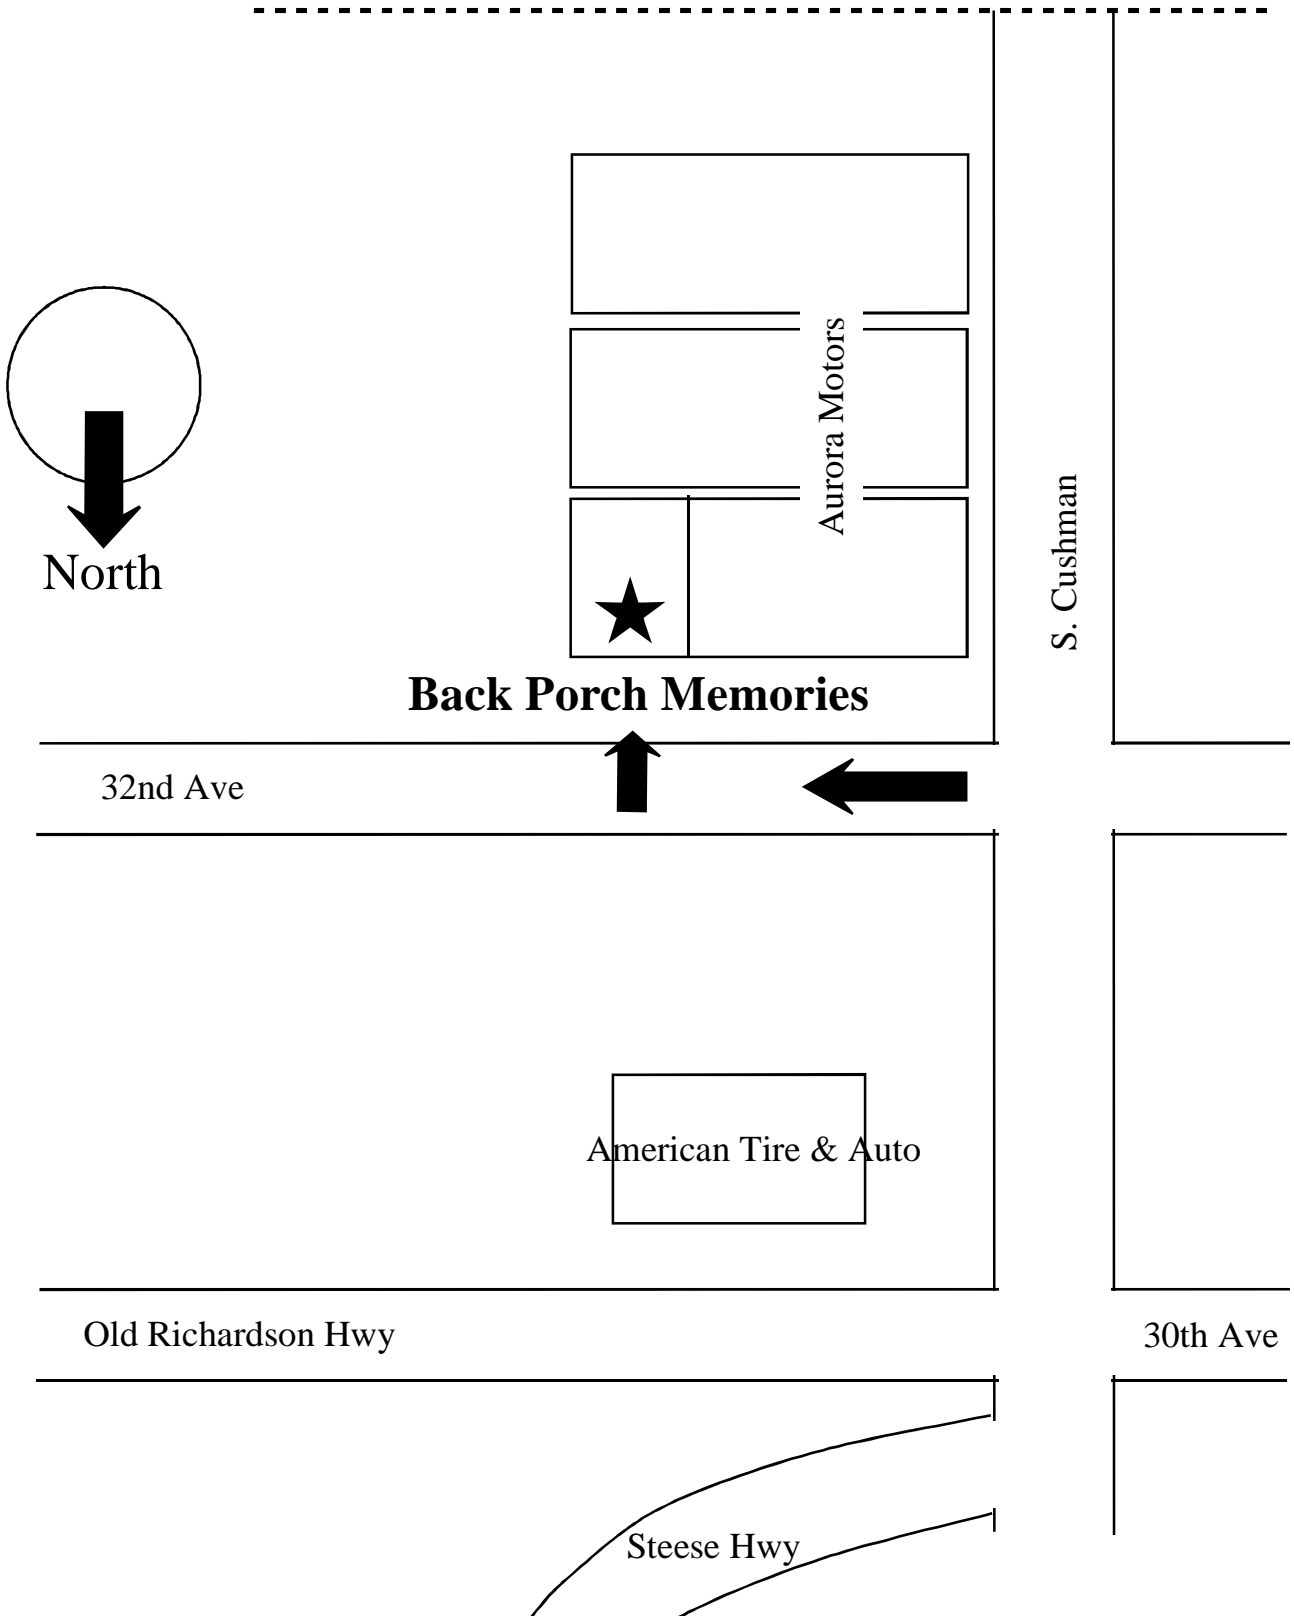 Aurora Motors
S. Cushman
North
Back Porch Memories
32nd Ave
American Tire & Auto
Old Richardson Hwy
30th Ave
Steese Hwy